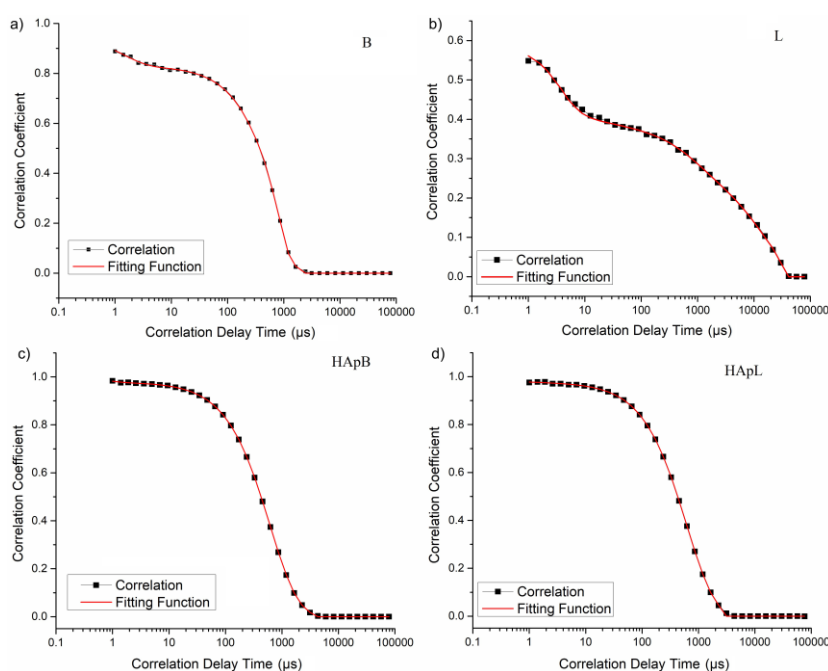 a)
B
Correlation Coefficient
1.0
0.8
0.6
0.4
0.2
0.0
Correlation
Fitting Function
0.1 1 10 100 1000 10000 100000
Correlation Delay Time (µs)
b)
L
Correlation Coefficient
0.6
0.5
0.4
0.3
0.2
0.1
0.0
Correlation
Fitting Function
0.1 1 10 100 1000 10000 100000
Correlation Delay Time (µs)
c)
HApB
Correlation Coefficient
1.0
0.8
0.6
0.4
0.2
0.0
Correlation
Fitting Function
0.1 1 10 100 1000 10000 100000
Correlation Delay Time (µs)
d)
HApL
Correlation Coefficient
1.0
0.8
0.6
0.4
0.2
0.0
Correlation
Fitting Function
0.1 1 10 100 1000 10000 100000
Correlation Delay Time (µs)